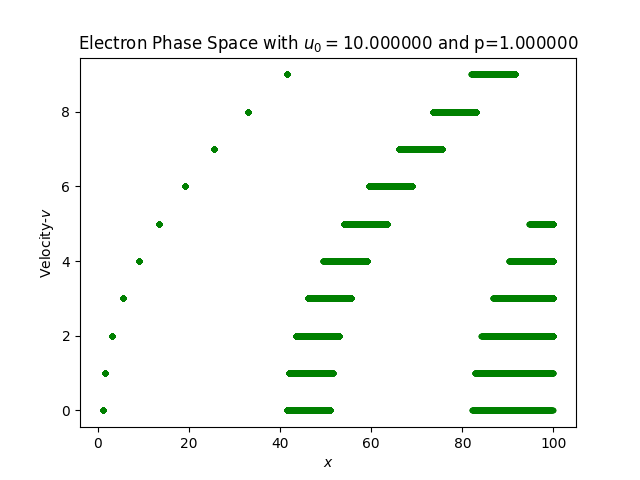 Electron Phase Space with $u_0 = 10.000000$ and p=1.000000
8
6
4
2
0
Velocity-$v$
0 20 40 60 80 100
$x$